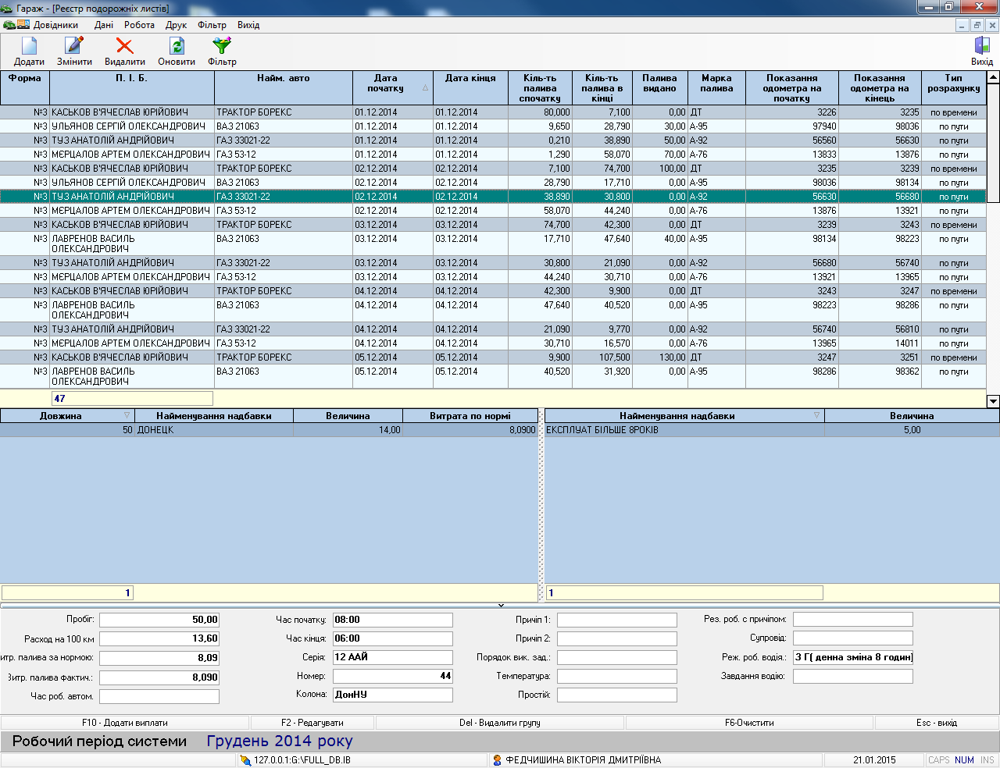 Гараж - [Реєстр подорожніх листів]
Довідники Дані Робота Друк Фільтр Вихід
Додати Змінити Видалити Оновити Фільтр Вихід
Форма П. І. Б. Найм. авто Дата початку Дата кінця Кіль-ть палива спочатку Кіль-ть палива в кінці Палива видано Марка палива Показання одометра на початку Показання одометра на кінець Тип розрахунку
№3 КАСЬКОВ В'ЯЧЕСЛАВ ЮРІЙОВИЧ ТРАКТОР БОРЕКС 01.12.2014 01.12.2014 80,000 7,100 0,00 ДТ 3226 3235 по времени
№3 УЛЬЯНОВ СЕРГІЙ ОЛЕКСАНДРОВИЧ ВАЗ 21063 01.12.2014 01.12.2014 9,650 28,790 30,00 А-95 97940 98036 по пути
№3 ТУЗ АНАТОЛІЙ АНДРІЙОВИЧ ГАЗ 33021-22 01.12.2014 01.12.2014 0,210 38,890 50,00 А-92 56560 56630 по пути
№3 МЄРЦАЛОВ АРТЕМ ОЛЕКСАНДРОВИЧ ГАЗ 53-12 01.12.2014 01.12.2014 1,290 58,070 70,00 А-76 13833 13876 по пути
№3 КАСЬКОВ В'ЯЧЕСЛАВ ЮРІЙОВИЧ ТРАКТОР БОРЕКС 02.12.2014 02.12.2014 7,100 74,700 100,00 ДТ 3235 3239 по времени
№3 УЛЬЯНОВ СЕРГІЙ ОЛЕКСАНДРОВИЧ ВАЗ 21063 02.12.2014 02.12.2014 28,790 17,710 0,00 А-95 98036 98134 по пути
№3 ТУЗ АНАТОЛІЙ АНДРІЙОВИЧ ГАЗ 33021-22 02.12.2014 02.12.2014 38,890 30,800 0,00 А-92 56630 56680 по пути
№3 МЄРЦАЛОВ АРТЕМ ОЛЕКСАНДРОВИЧ ГАЗ 53-12 02.12.2014 02.12.2014 58,070 44,240 0,00 А-76 13876 13921 по пути
№3 КАСЬКОВ В'ЯЧЕСЛАВ ЮРІЙОВИЧ ТРАКТОР БОРЕКС 03.12.2014 03.12.2014 74,700 42,300 0,00 ДТ 3239 3243 по времени
№3 ЛАВРЕНОВ ВАСИЛЬ ОЛЕКСАНДРОВИЧ ВАЗ 21063 03.12.2014 03.12.2014 17,710 47,640 40,00 А-95 98134 98223 по пути
№3 ТУЗ АНАТОЛІЙ АНДРІЙОВИЧ ГАЗ 33021-22 03.12.2014 03.12.2014 30,800 21,090 0,00 А-92 56680 56740 по пути
№3 МЄРЦАЛОВ АРТЕМ ОЛЕКСАНДРОВИЧ ГАЗ 53-12 03.12.2014 03.12.2014 44,240 30,710 0,00 А-76 13921 13965 по пути
№3 КАСЬКОВ В'ЯЧЕСЛАВ ЮРІЙОВИЧ ТРАКТОР БОРЕКС 04.12.2014 04.12.2014 42,300 9,900 0,00 ДТ 3243 3247 по времени
№3 ЛАВРЕНОВ ВАСИЛЬ ОЛЕКСАНДРОВИЧ ВАЗ 21063 04.12.2014 04.12.2014 47,640 40,520 0,00 А-95 98223 98286 по пути
№3 ТУЗ АНАТОЛІЙ АНДРІЙОВИЧ ГАЗ 33021-22 04.12.2014 04.12.2014 21,090 9,770 0,00 А-92 56740 56810 по пути
№3 МЄРЦАЛОВ АРТЕМ ОЛЕКСАНДРОВИЧ ГАЗ 53-12 04.12.2014 04.12.2014 30,710 16,570 0,00 А-76 13965 14011 по пути
№3 КАСЬКОВ В'ЯЧЕСЛАВ ЮРІЙОВИЧ ТРАКТОР БОРЕКС 05.12.2014 05.12.2014 9,900 107,500 130,00 ДТ 3247 3251 по времени
№3 ЛАВРЕНОВ ВАСИЛЬ ОЛЕКСАНДРОВИЧ ВАЗ 21063 05.12.2014 05.12.2014 40,520 31,920 0,00 А-95 98286 98362 по пути
47
Довжина Найменування надбавки Величина Витрата по нормі Найменування надбавки Величина
50 ДОНЕЦК 14,00 8,0900 ЕКСПЛУАТ БІЛЬШЕ 8РОКІВ 5,00
1 1
Пробіг: 50,00 Час початку: 08:00 Причіп 1: Рез. роб. с причіпом:
Расход на 100 км 13,60 Час кінця: 06:00 Причіп 2: Супровід:
итр. палива за нормою: 8,09 Серія: 12 ААЙ Порядок вик. зад.: Реж. роб. водія.: 3 Г( денна зміна 8 годин)
Витр. палива фактич.: 8,090 Номер: 44 Температура: Завдання водію:
Час роб. автом. Колона: ДонНУ Простій:
F10 - Додати виплати F2 - Редагувати Del - Видалити групу F6-Очистити Esc - вихід
Робочий період системи Грудень 2014 року
127.0.0.1:G:\FULL_DB.IB ФЕДЧИШИНА ВІКТОРІЯ ДМИТРІЇВНА 21.01.2015 CAPS NUM INS